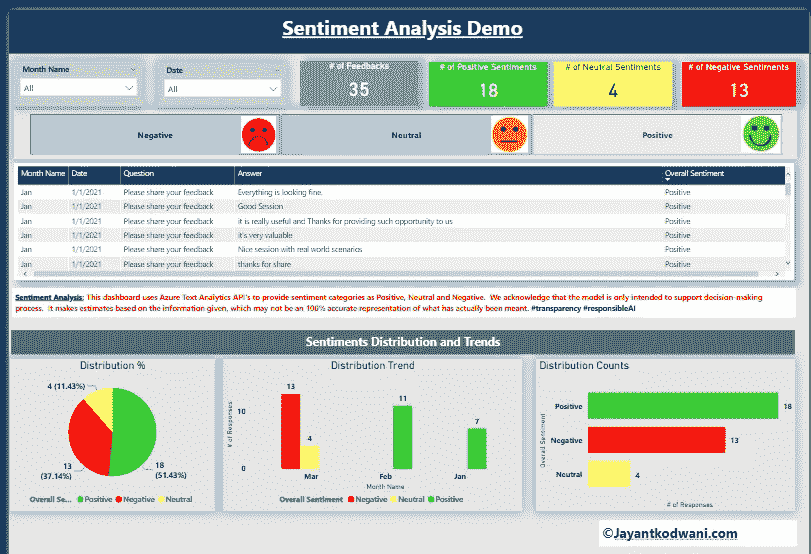 Sentiment Analysis Demo
Month Name
All
Date
All
# of Feedbacks
35
# of Positive Sentiments
18
# of Neutral Sentiments
4
# of Negative Sentiments
13
Negative
Neutral
Positive
Month Name Date Question Answer Overall Sentiment
Jan 1/1/2021 Please share your feedback Everything is looking fine, Positive
Jan 1/1/2021 Please share your feedback Good Session Positive
Jan 1/1/2021 Please share your feedback it is really useful and Thanks for providing such opportunity to us Positive
Jan 1/1/2021 Please share your feedback It's very valuable Positive
Jan 1/1/2021 Please share your feedback Nice session with real world scenarios Positive
Jan 1/1/2021 Please share your feedback thanks for share Positive
Sentiment Analysis: This dashboard uses Azure Text Analytics API's to provide sentiment categories as Positive, Neutral and Negative. We acknowledge that the model is only intended to support decision-making
process. It makes estimates based on the information given, which may not be an 100% accurate representation of what has actually been meant. #transparency #responsibleAI
Sentiments Distribution and Trends
Distribution %
4 (11.43%)
13
(37.14%)
18
(51.43%)
Overall Se... Positive Negative Neutral
Distribution Trend
# of Responses
10
0
13
4
11
7
Mar Feb Jan
Month Name
Overall Sentiment Negative Neutral Positive
Distribution Counts
Overall Sentiment
Positive 18
Negative 13
Neutral 4
# of Responses
©Jayantkodwani.com